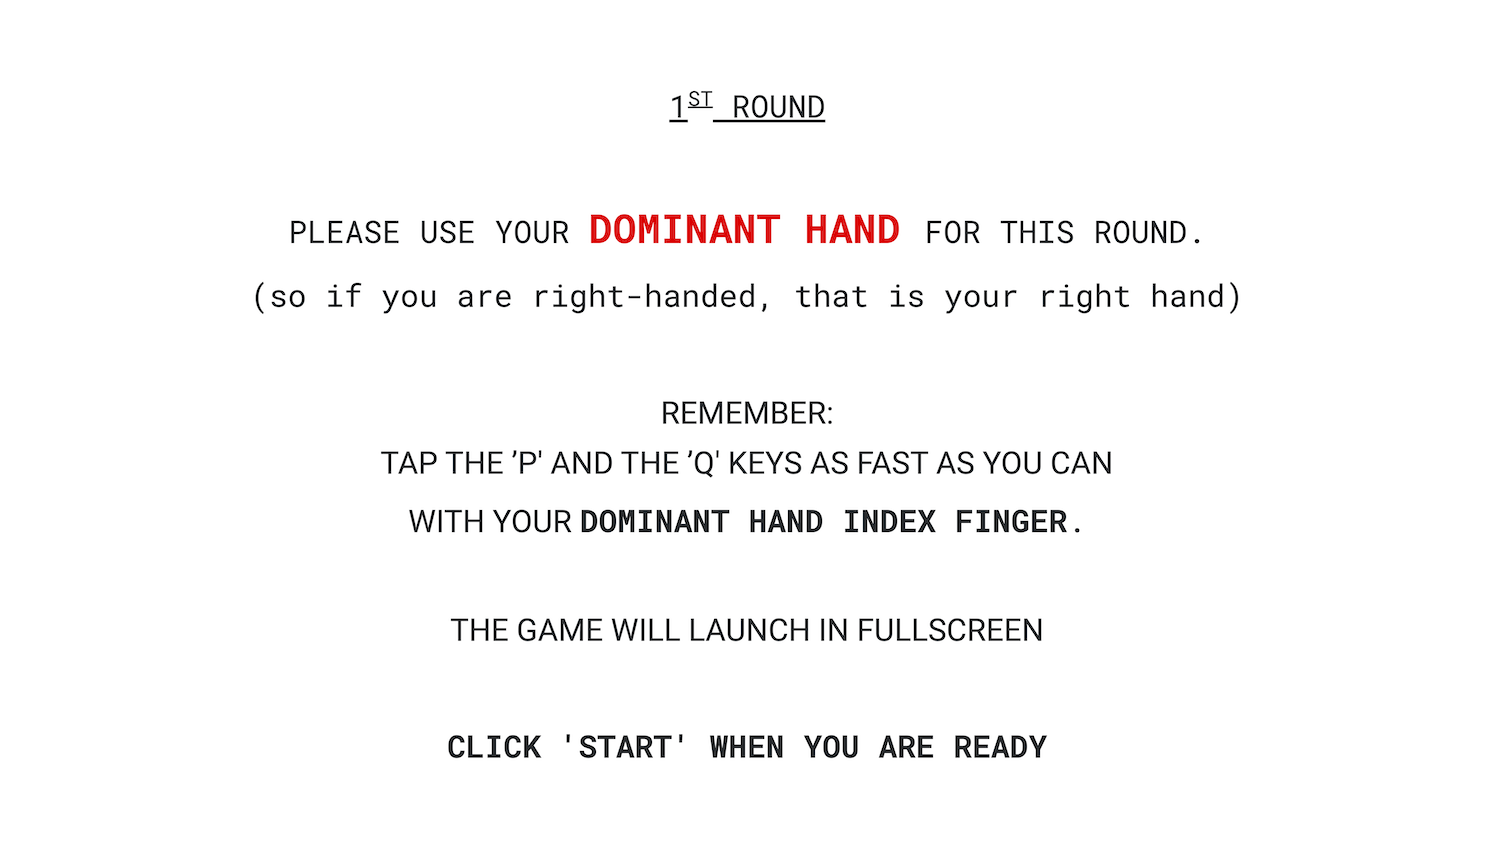 1ST ROUND
PLEASE USE YOUR DOMINANT HAND FOR THIS ROUND.
(so if you are right-handed, that is your right hand)
REMEMBER:
TAP THE ’P' AND THE ’Q' KEYS AS FAST AS YOU CAN
WITH YOUR DOMINANT HAND INDEX FINGER.
THE GAME WILL LAUNCH IN FULLSCREEN
CLICK 'START' WHEN YOU ARE READY